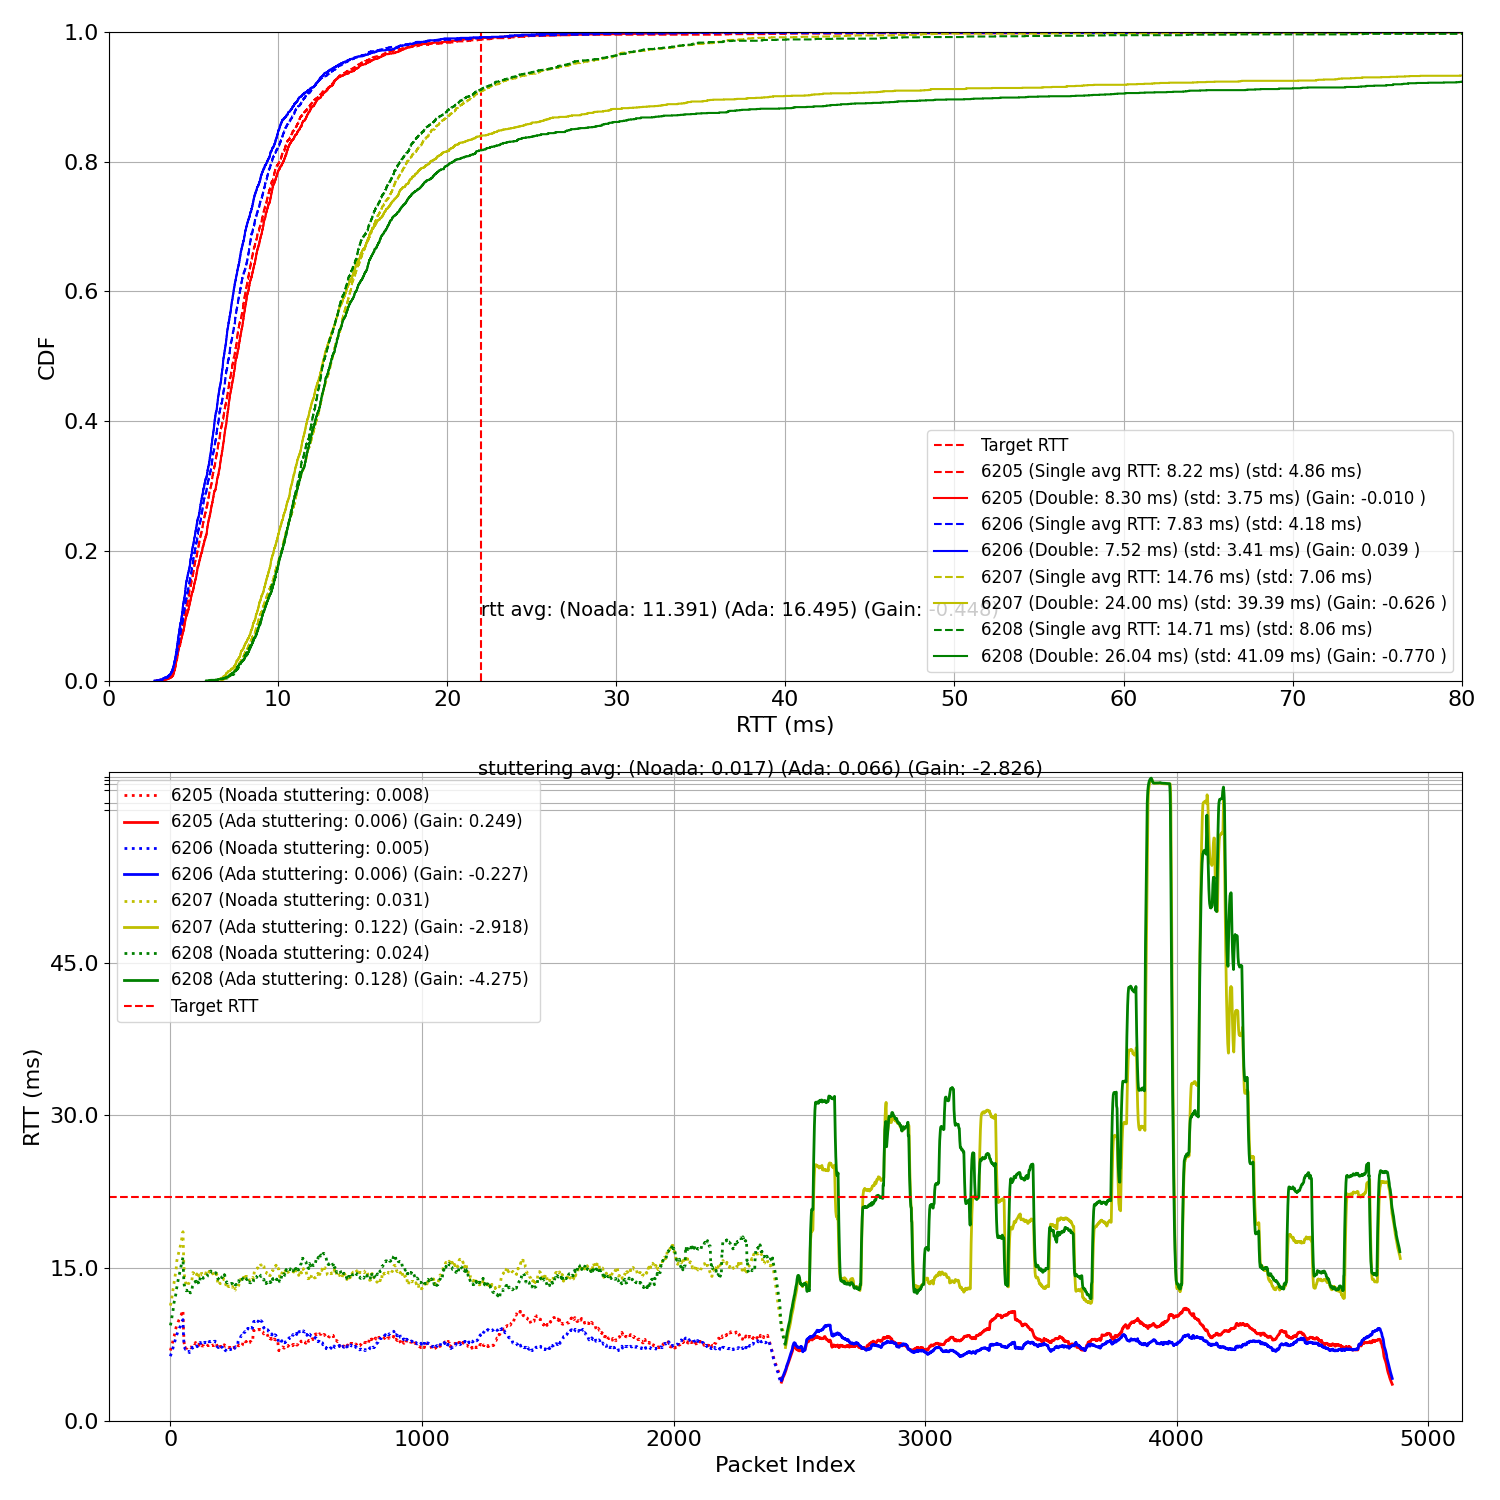 1.0
0.8
0.6
0.4
0.2
0.0
CDF
Target RTT
6205 (Single avg RTT: 8.22 ms) (std: 4.86 ms)
6205 (Double: 8.30 ms) (std: 3.75 ms) (Gain: -0.010 )
6206 (Single avg RTT: 7.83 ms) (std: 4.18 ms)
6206 (Double: 7.52 ms) (std: 3.41 ms) (Gain: 0.039 )
6207 (Single avg RTT: 14.76 ms) (std: 7.06 ms)
6207 (Double: 24.00 ms) (std: 39.39 ms) (Gain: -0.626 )
6208 (Single avg RTT: 14.71 ms) (std: 8.06 ms)
6208 (Double: 26.04 ms) (std: 41.09 ms) (Gain: -0.770 )
rtt avg: (Noada: 11.391) (Ada: 16.495) (Gain: -0.448)
0 10 20 30 40 50 60 70 80
RTT (ms)
stuttering avg: (Noada: 0.017) (Ada: 0.066) (Gain: -2.826)
6205 (Noada stuttering: 0.008)
6205 (Ada stuttering: 0.006) (Gain: 0.249)
6206 (Noada stuttering: 0.005)
6206 (Ada stuttering: 0.006) (Gain: -0.227)
6207 (Noada stuttering: 0.031)
6207 (Ada stuttering: 0.122) (Gain: -2.918)
6208 (Noada stuttering: 0.024)
6208 (Ada stuttering: 0.128) (Gain: -4.275)
Target RTT
45.0
30.0
15.0
0.0
RTT (ms)
0 1000 2000 3000 4000 5000
Packet Index